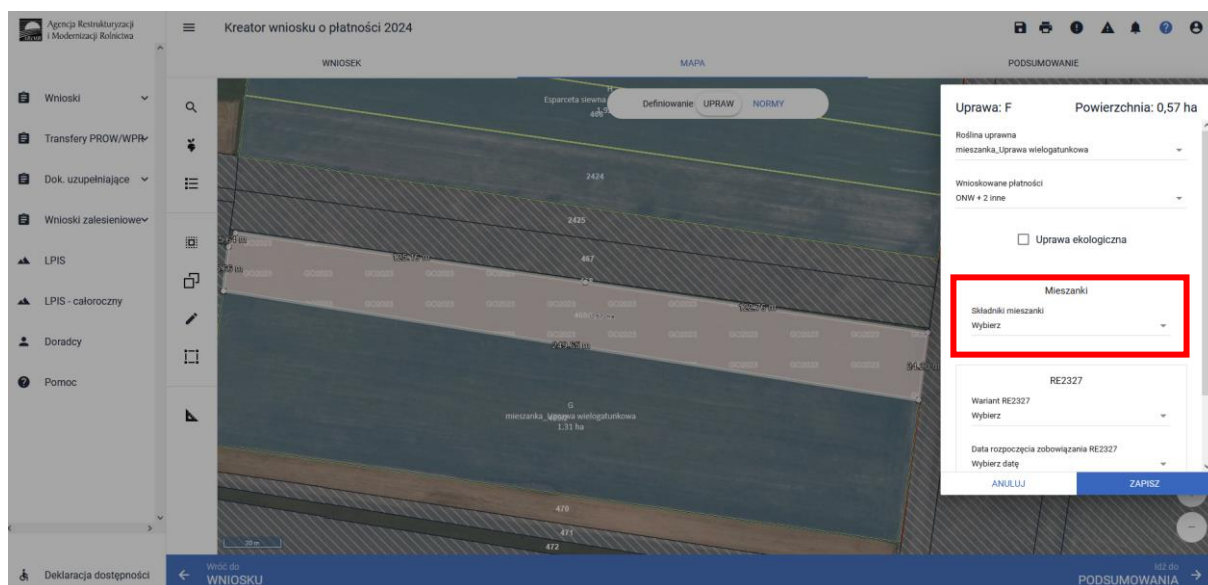 Agencja Restrukturyzacji
i Modernizacji Rolnictwa
Kreator wniosku o płatności 2024
WNIOSEK
MAPA
PODSUMOWANIE
Wnioski
Transfery PROW/WPR
Dok. uzupełniające
Wnioski zalesieniowe
LPIS
LPIS - całoroczny
Doradcy
Pomoc
Deklaracja dostępności
H
Esparceta siewna
Definiowanie UPRAW NORMY
2424
2425
467
249.65 m
G
mieszanka_Uprawa wielogatunkowa
1.31 ha
470
471
472
20 m
Uprawa: F Powierzchnia: 0,57 ha
Roślina uprawna
mieszanka_Uprawa wielogatunkowa
Wnioskowane płatności
ONW + 2 inne
Uprawa ekologiczna
Mieszanki
Składniki mieszanki
Wybierz
RE2327
Wariant RE2327
Wybierz
Data rozpoczęcia zobowiązania RE2327
Wybierz datę
ANULUJ ZAPISZ
Wróć do
WNIOSKU
Idź do
PODSUMOWANIA